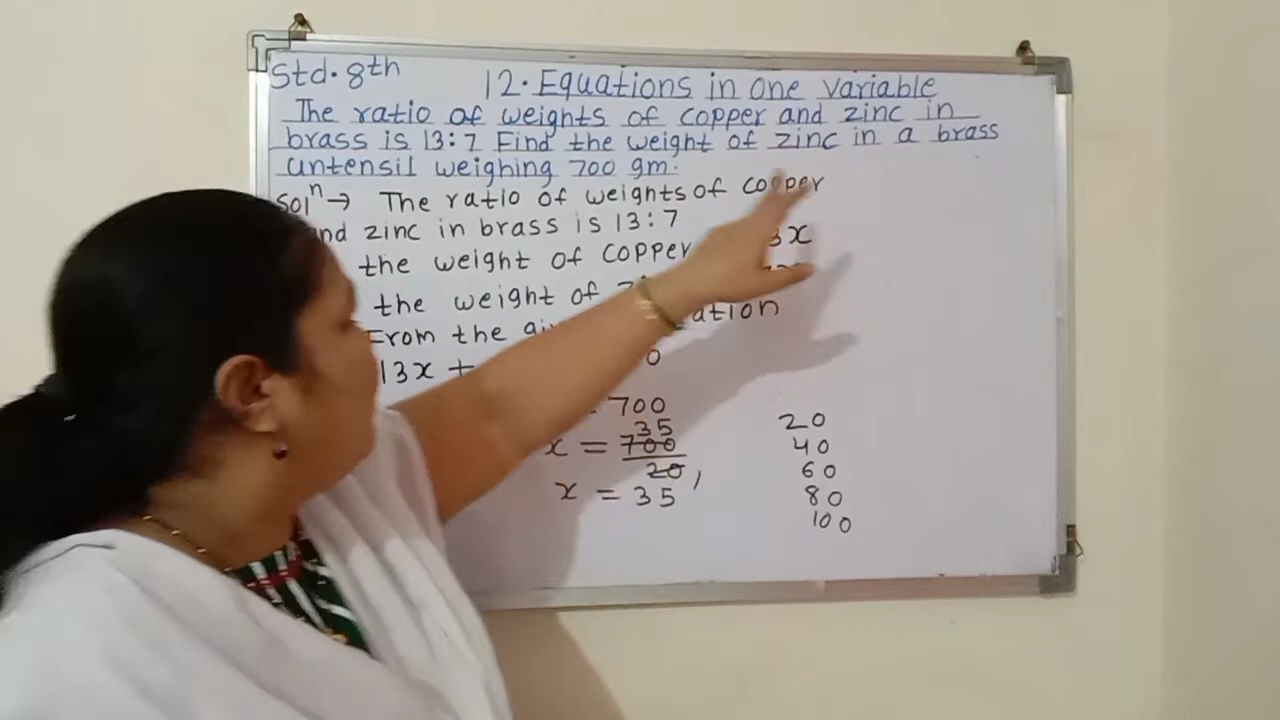 Std. 8th
12. Equations in one variable
The ratio of weights of copper and zinc in
brass is 13:7 Find the weight of zinc in a brass
untensil weighing 700 gm.
Solⁿ → The ratio of weights of copper
and zinc in brass is 13:7
the weight of copper 3x
the weight of
From the
13x + 0
= 700
x = 700/20 35
x = 35
20
40
60
80
100